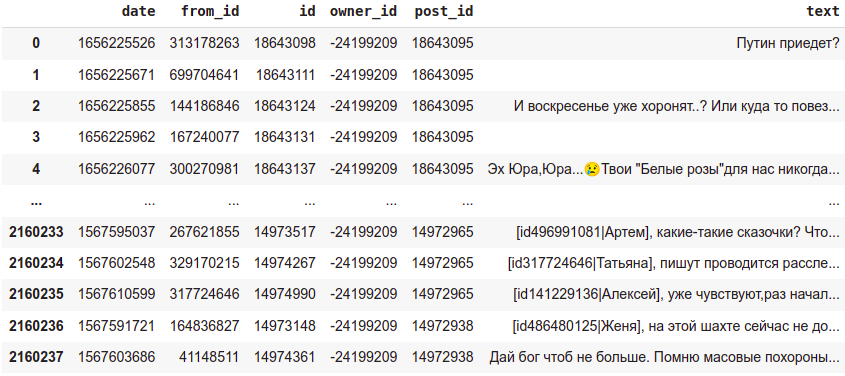 date from_id id owner_id post_id text
0 1656225526 313178263 18643098 -24199209 18643095 Путин приедет?
1 1656225671 699704641 18643111 -24199209 18643095
2 1656225855 144186846 18643124 -24199209 18643095 И воскресенье уже хоронят..? Или куда то повез...
3 1656225962 167240077 18643131 -24199209 18643095
4 1656226077 300270981 18643137 -24199209 18643095 Эх Юра,Юра...😢Твои "Белые розы"для нас никогда...
... ... ... ... ... ... ...
2160233 1567595037 267621855 14973517 -24199209 14972965 [id496991081|Артем], какие-такие сказочки? Что...
2160234 1567602548 329170215 14974267 -24199209 14972965 [id317724646|Татьяна], пишут проводится рассле...
2160235 1567610599 317724646 14974990 -24199209 14972965 [id141229136|Алексей], уже чувствуют,раз начал...
2160236 1567591721 164836827 14973148 -24199209 14972938 [id486480125|Женя], на этой шахте сейчас не до...
2160237 1567603686 41148511 14974361 -24199209 14972938 Дай бог чтоб не больше. Помню масовые похороны...